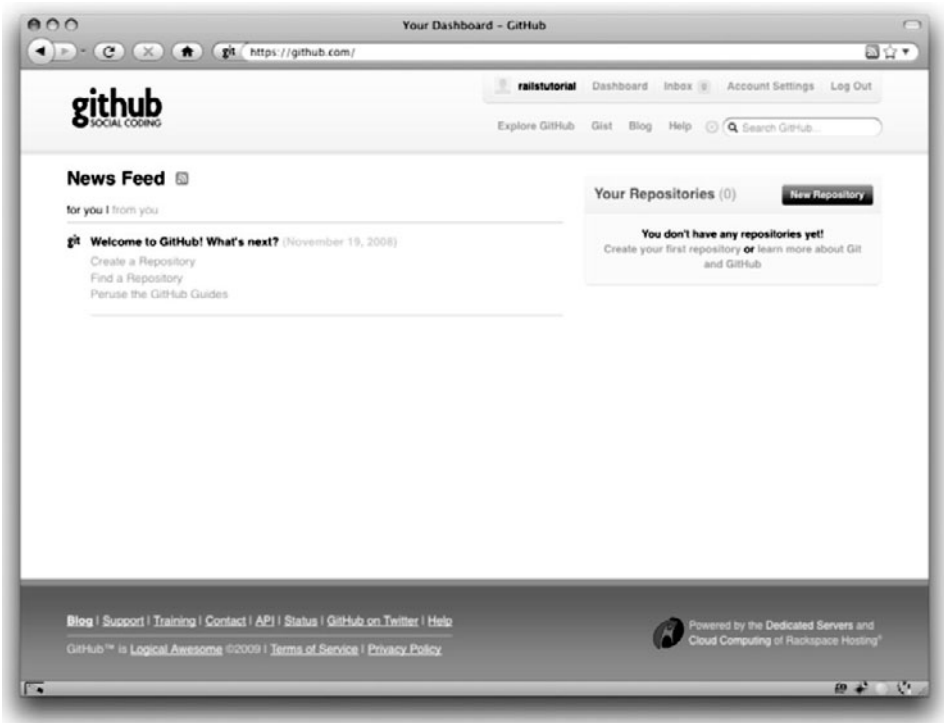 Your Dashboard – GitHub
git https://github.com/
github
SOCIAL CODING
railstutorial Dashboard Inbox 0 Account Settings Log Out
Explore GitHub Gist Blog Help Search GitHub...
News Feed
for you | from you
git Welcome to GitHub! What's next? (November 19, 2008)
Create a Repository
Find a Repository
Peruse the GitHub Guides
Your Repositories (0) New Repository
You don't have any repositories yet!
Create your first repository or learn more about Git
and GitHub
Blog | Support | Training | Contact | API | Status | GitHub on Twitter | Help
GitHub™ is Logical Awesome ©2009 | Terms of Service | Privacy Policy
Powered by the Dedicated Servers and
Cloud Computing of Rackspace Hosting®